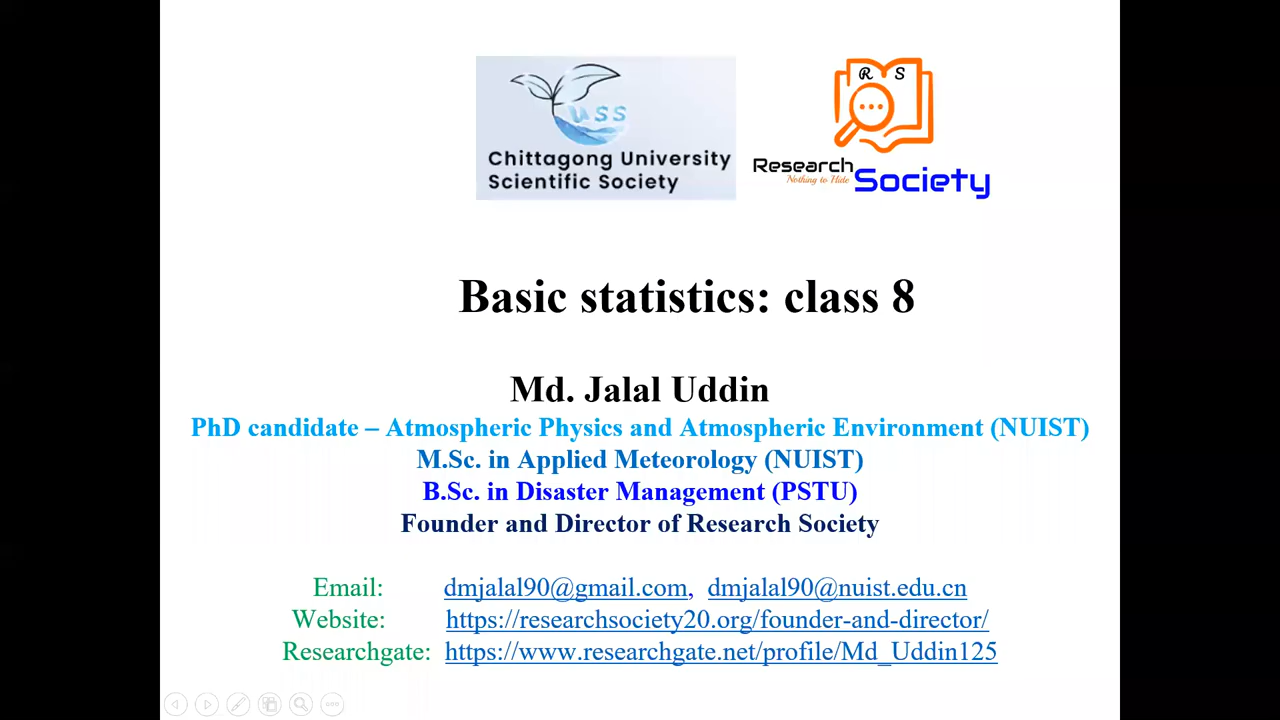 uss
Chittagong University
Scientific Society
R S
Research
Nothing to Hide
Society
Basic statistics: class 8
Md. Jalal Uddin
PhD candidate – Atmospheric Physics and Atmospheric Environment (NUIST)
M.Sc. in Applied Meteorology (NUIST)
B.Sc. in Disaster Management (PSTU)
Founder and Director of Research Society
Email: dmjalal90@gmail.com, dmjalal90@nuist.edu.cn
Website: https://researchsociety20.org/founder-and-director/
Researchgate: https://www.researchgate.net/profile/Md_Uddin125